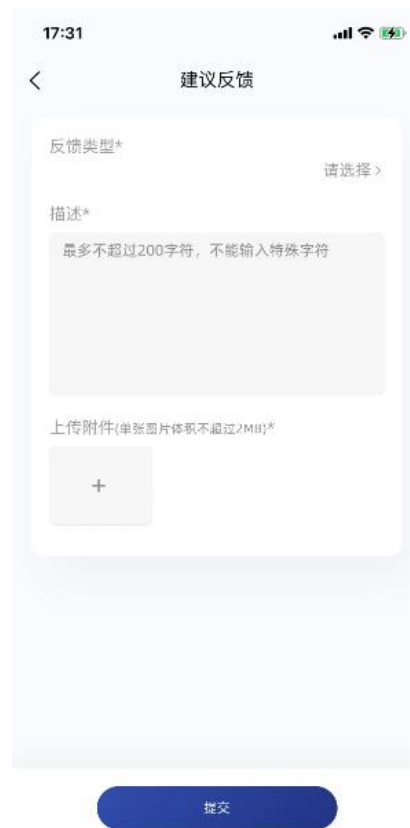 17:31
建议反馈
反馈类型*
请选择>
描述*
最多不超过200字符，不能输入特殊字符
上传附件(单张图片体积不超过2MB)*
+
提交